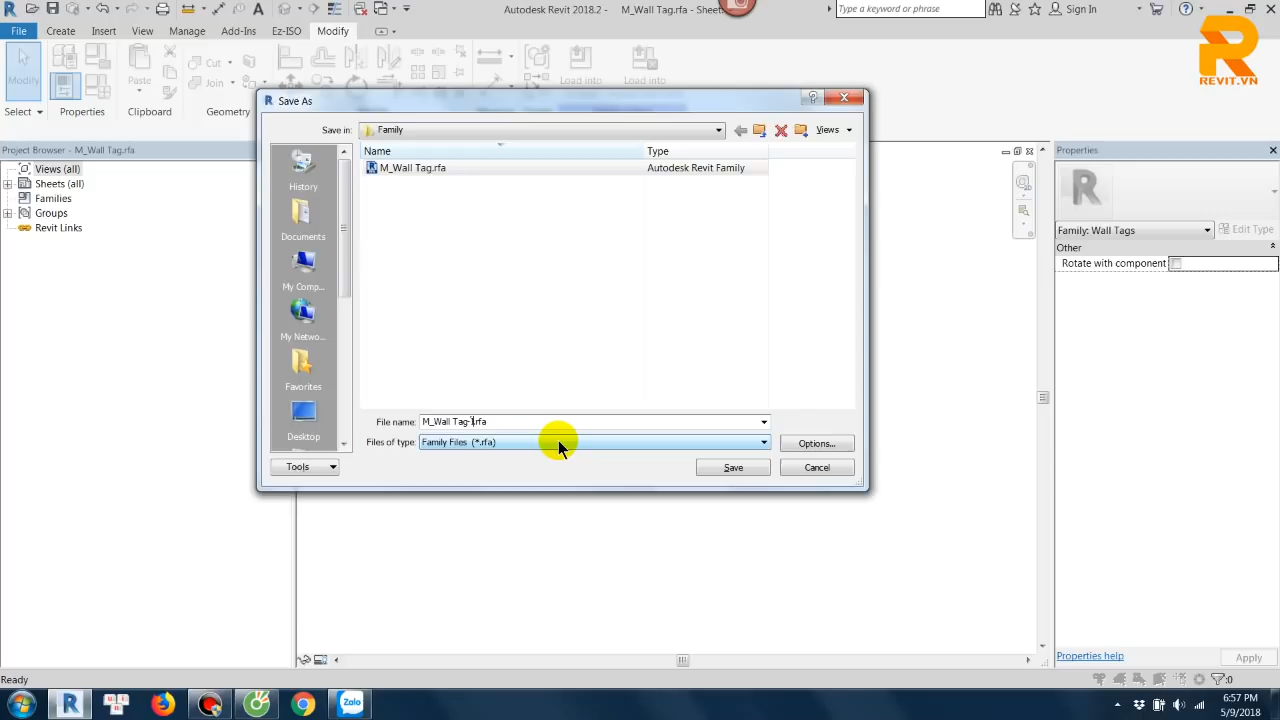 Autodesk Revit 2018.2 - M_Wall Tag.rfa - Sheet:
Type a keyword or phrase
Sign In
File Create Insert View Manage Add-Ins Ez-ISO Modify
REVIT.VN
Modify
Paste
Cut
Join
Load into
Load into
Select
Properties
Clipboard
Geometry
Project Browser - M_Wall Tag.rfa
Views (all)
Sheets (all)
Families
Groups
Revit Links
Save As
Save in:
Family
Views
Name
Type
M_Wall Tag.rfa
Autodesk Revit Family
History
Documents
My Comp...
My Netwo...
Favorites
Desktop
File name:
M_Wall Tag-1.rfa
Files of type:
Family Files (*.rfa)
Options...
Tools
Save
Cancel
Properties
R
Family: Wall Tags
Edit Type
Other
Rotate with component
Properties help
Apply
Ready
:0
Zalo
6:57 PM
5/9/2018